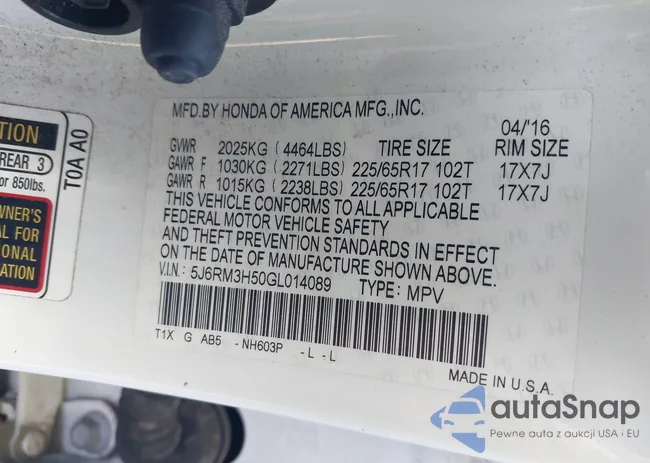 TION
REAR 3
or 850lbs.
WNER'S
AL FOR
ONAL
ATION
T0A A0
MFD.BY HONDA OF AMERICA MFG.,INC.
04/'16
GVWR 2025KG (4464LBS) TIRE SIZE RIM SIZE
GAWR F 1030KG (2271LBS) 225/65R17 102T 17X7J
GAWR R 1015KG (2238LBS) 225/65R17 102T 17X7J
THIS VEHICLE CONFORMS TO ALL APPLICABLE
FEDERAL MOTOR VEHICLE SAFETY
AND THEFT PREVENTION STANDARDS IN EFFECT
ON THE DATE OF MANUFACTURE SHOWN ABOVE.
V.I.N.: 5J6RM3H50GL014089 TYPE: MPV
T1X G AB5 -NH603P -L -L
MADE IN U.S.A.
autaSnap
Pewne auta z aukcji USA i EU